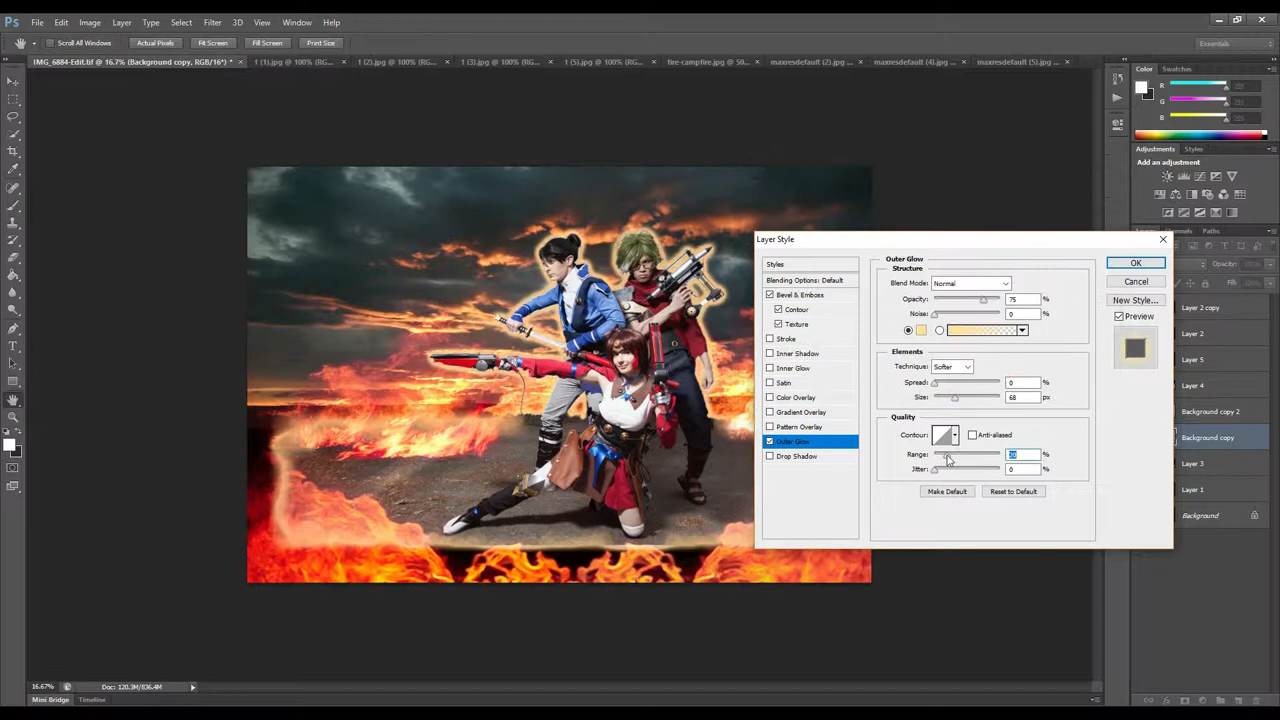 Ps File Edit Image Layer Type Select Filter 3D View Window Help
Scroll All Windows Actual Pixels Fit Screen Fill Screen Print Size Essentials
IMG_6884-Edit.tif @ 16.7% (Background copy, RGB/16*) * × 1 (1).jpg @ 100% (RG... × 1 (2).jpg @ 100% (RG... × 1 (3).jpg @ 100% (RG... × 1 (5).jpg @ 100% (RG... × fire-campfire.jpg @ 50... × maxresdefault (2).jpg ... × maxresdefault (4).jpg ... × maxresdefault (5).jpg ... ×
Color Swatches
R 255
G 255
B 255
Adjustments Styles
Add an adjustment
Channels Paths
Opacity:
Layer 2 copy
Layer 2
Layer 5
Layer 4
Background copy 2
Background copy
Layer 3
Layer 1
Background
Layer Style
Styles
Blending Options: Default
Bevel & Emboss
Contour
Texture
Stroke
Inner Shadow
Inner Glow
Satin
Color Overlay
Gradient Overlay
Pattern Overlay
Outer Glow
Drop Shadow
Outer Glow
Structure
Blend Mode: Normal
Opacity: 75 %
Noise: 0 %
Elements
Technique: Softer
Spread: 0 %
Size: 68 px
Quality
Contour: Anti-aliased
Range: %
Jitter: 0 %
Make Default Reset to Default
OK
Cancel
New Style...
Preview
16.67% Doc: 120.3M/836.4M
Mini Bridge Timeline